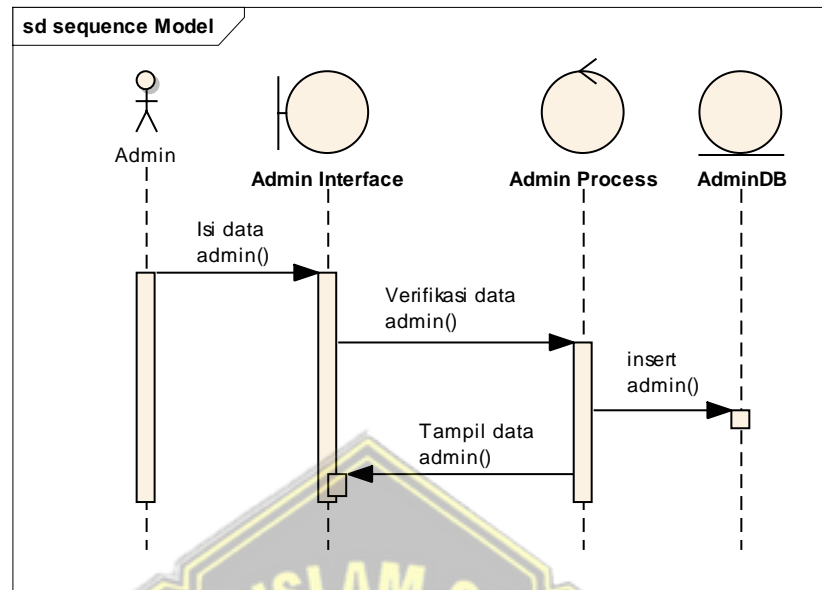 sd sequence Model
Admin
Admin Interface
Admin Process
AdminDB
Isi data
admin()
Verifikasi data
admin()
insert
admin()
Tampil data
admin()
ISLAM